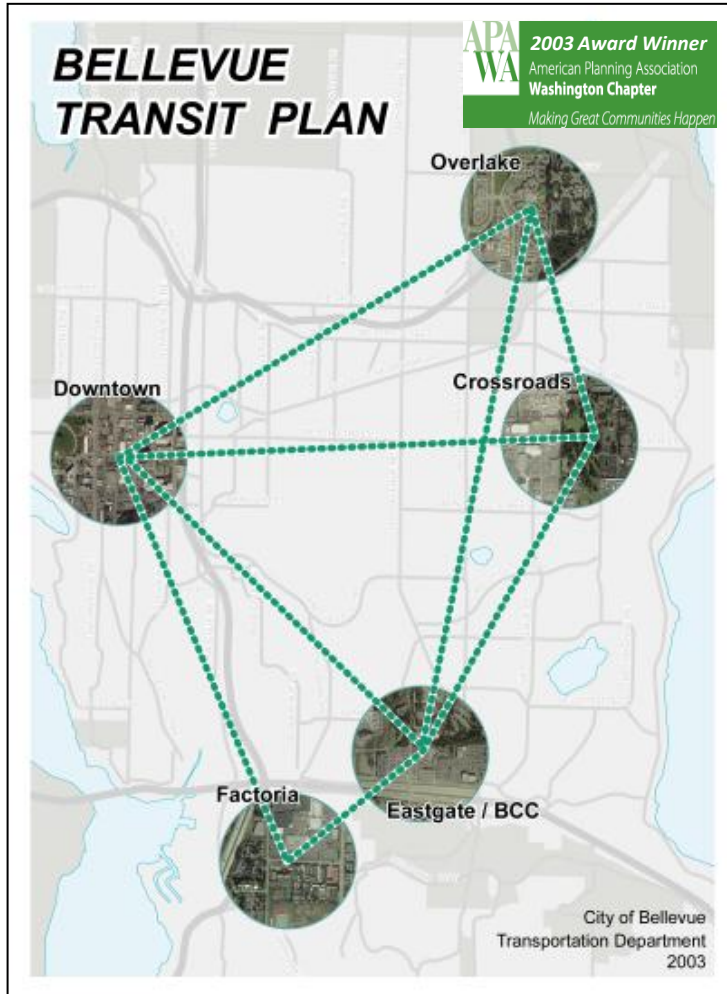 BELLEVUE
TRANSIT PLAN
APA
WA
2003 Award Winner
American Planning Association
Washington Chapter
Making Great Communities Happen
Overlake
Downtown
Crossroads
Factoria
Eastgate / BCC
City of Bellevue
Transportation Department
2003